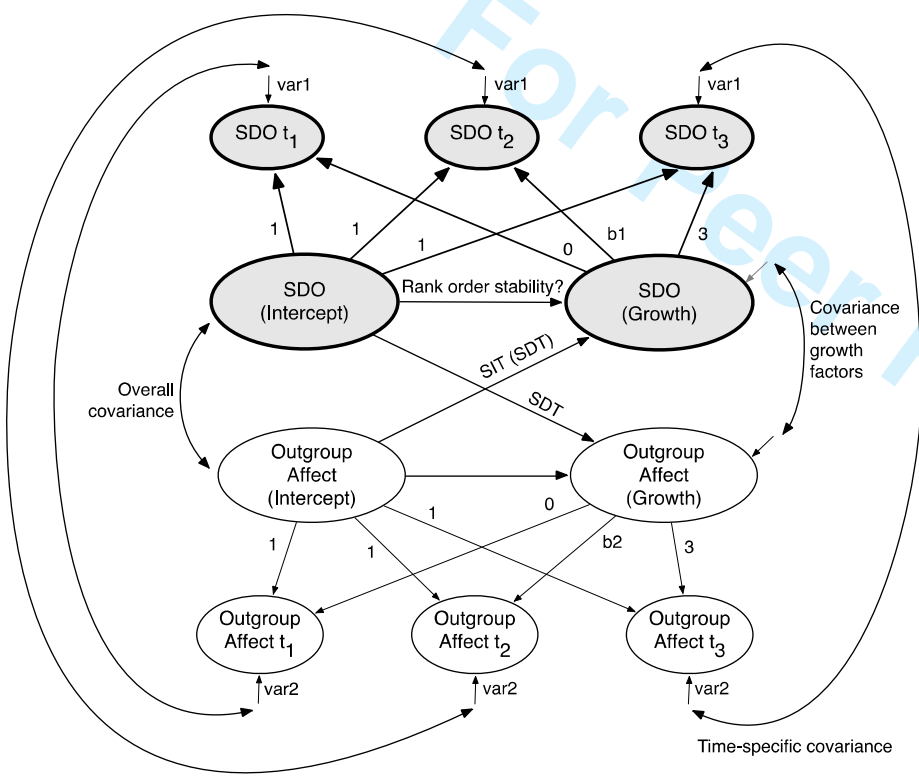 For Peer
var1
var1
var1
SDO t1
SDO t2
SDO t3
1
1
1
0
b1
3
SDO
(Intercept)
Rank order stability?
SDO
(Growth)
Covariance
between
growth
factors
Overall
covariance
SIT (SDT)
SDT
Outgroup
Affect
(Intercept)
Outgroup
Affect
(Growth)
1
1
1
0
b2
3
Outgroup
Affect t1
Outgroup
Affect t2
Outgroup
Affect t3
var2
var2
var2
Time-specific covariance